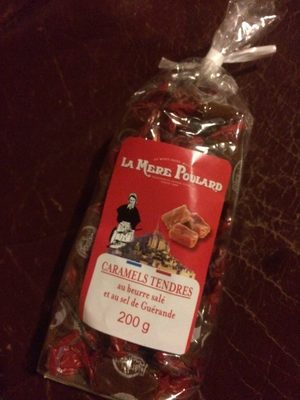 LA MERE POULARD
CARAMELS TENDRES
au beurre salé
et au sel de Guérande
200 g